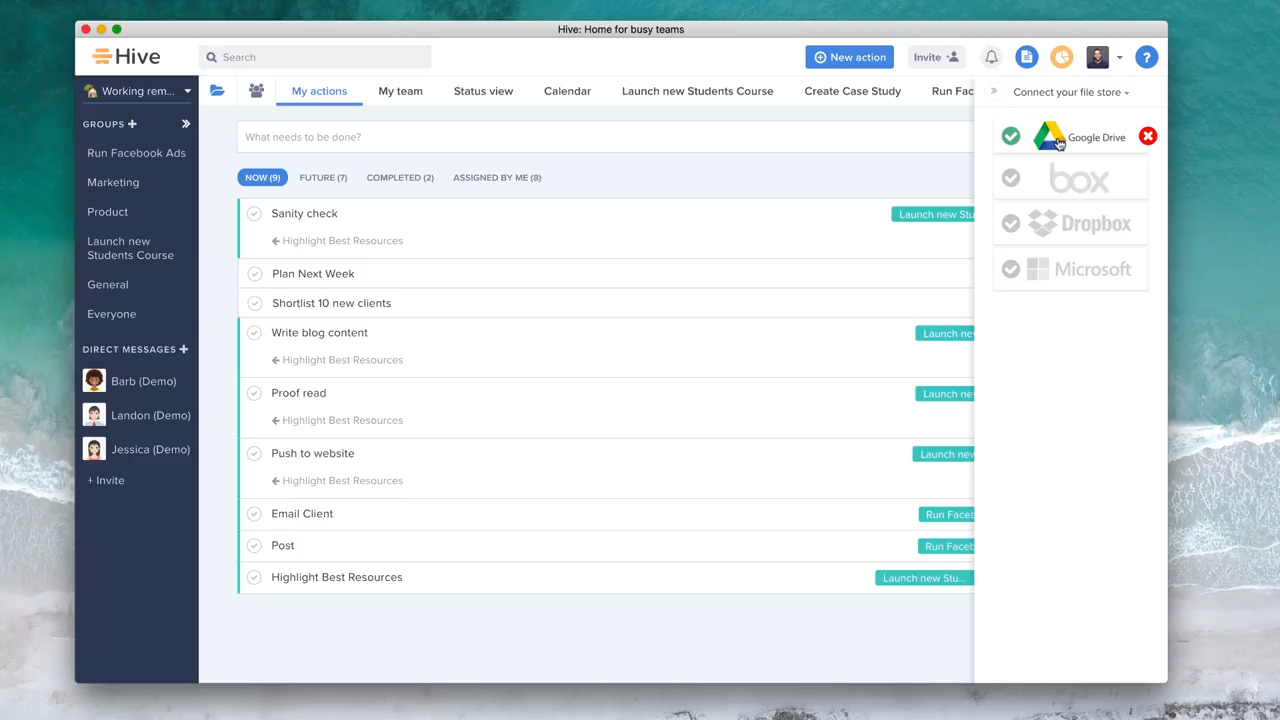 Hive: Home for busy teams
Hive
Search
New action
Invite
?
Working rem...
My actions
My team
Status view
Calendar
Launch new Students Course
Create Case Study
Run Fac
Connect your file store
GROUPS
Run Facebook Ads
Marketing
Product
Launch new
Students Course
General
Everyone
DIRECT MESSAGES
Barb (Demo)
Landon (Demo)
Jessica (Demo)
+ Invite
What needs to be done?
NOW (9)
FUTURE (7)
COMPLETED (2)
ASSIGNED BY ME (8)
Sanity check
Launch new Stu
Highlight Best Resources
Plan Next Week
Shortlist 10 new clients
Write blog content
Launch ne
Highlight Best Resources
Proof read
Launch ne
Highlight Best Resources
Push to website
Launch nev
Highlight Best Resources
Email Client
Run Faceb
Post
Run Faceb
Highlight Best Resources
Launch new Stu...
Google Drive
box
Dropbox
Microsoft